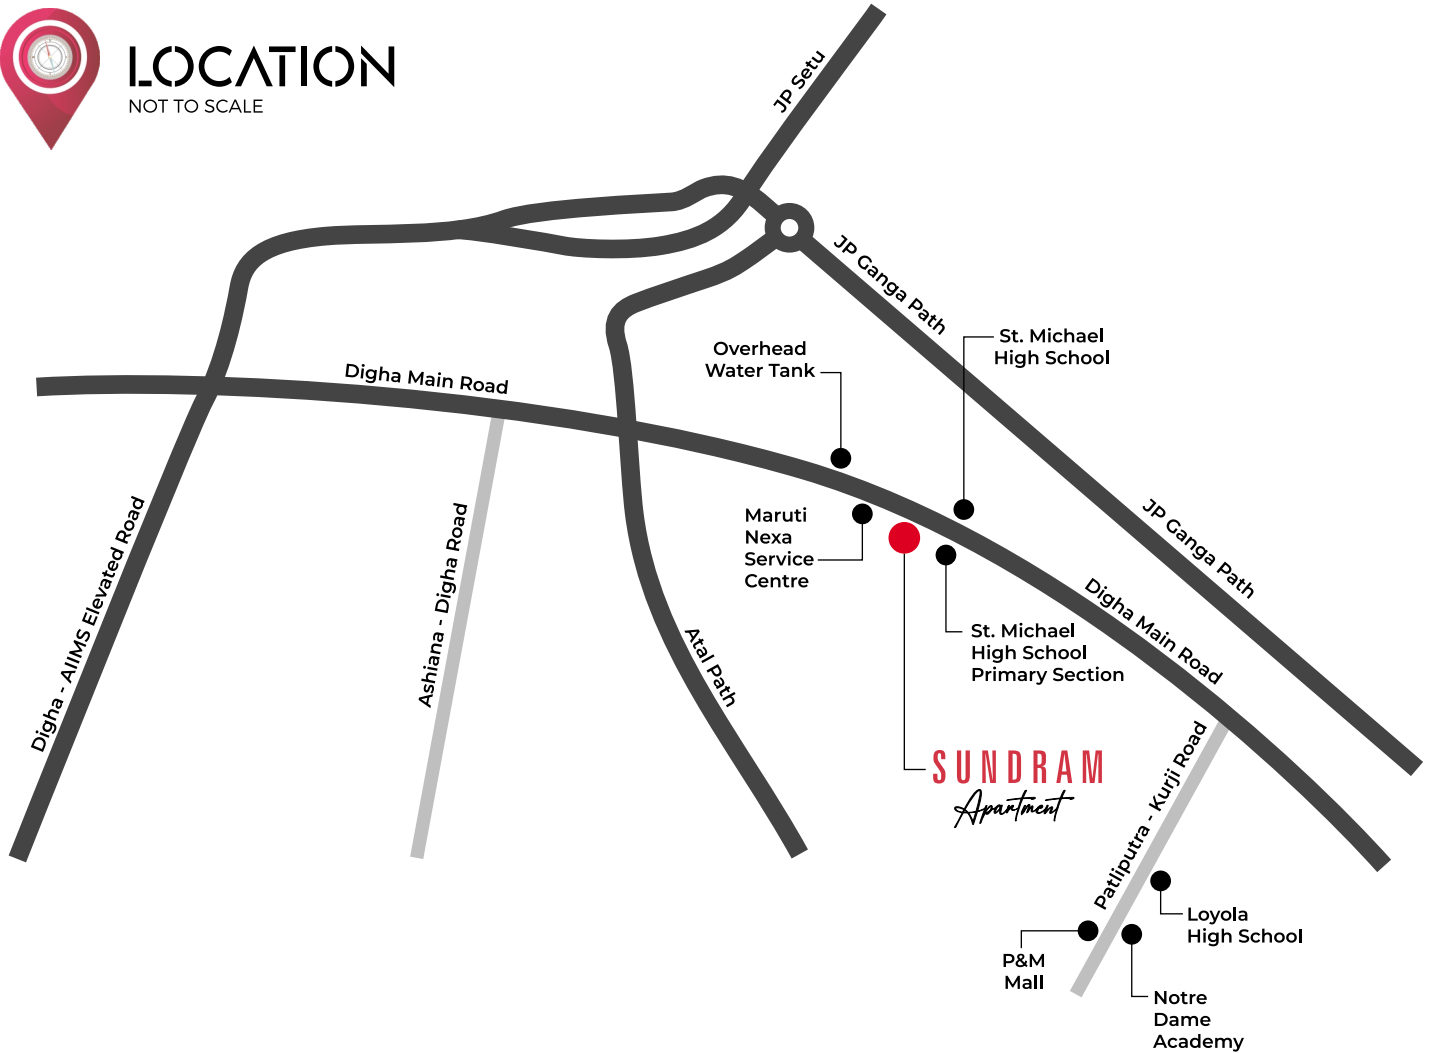 LOCATION
NOT TO SCALE
JP Setu
JP Ganga Path
St. Michael
High School
Overhead
Water Tank
Digha Main Road
Digha - AIIMS Elevated Road
Ashiana - Digha Road
Maruti
Nexa
Service
Centre
JP Ganga Path
Digha Main Road
Atal Path
St. Michael
High School
Primary Section
SUNDRAM
Apartment
Patliputra - Kurji Road
Loyola
High School
P&M
Mall
Notre
Dame
Academy